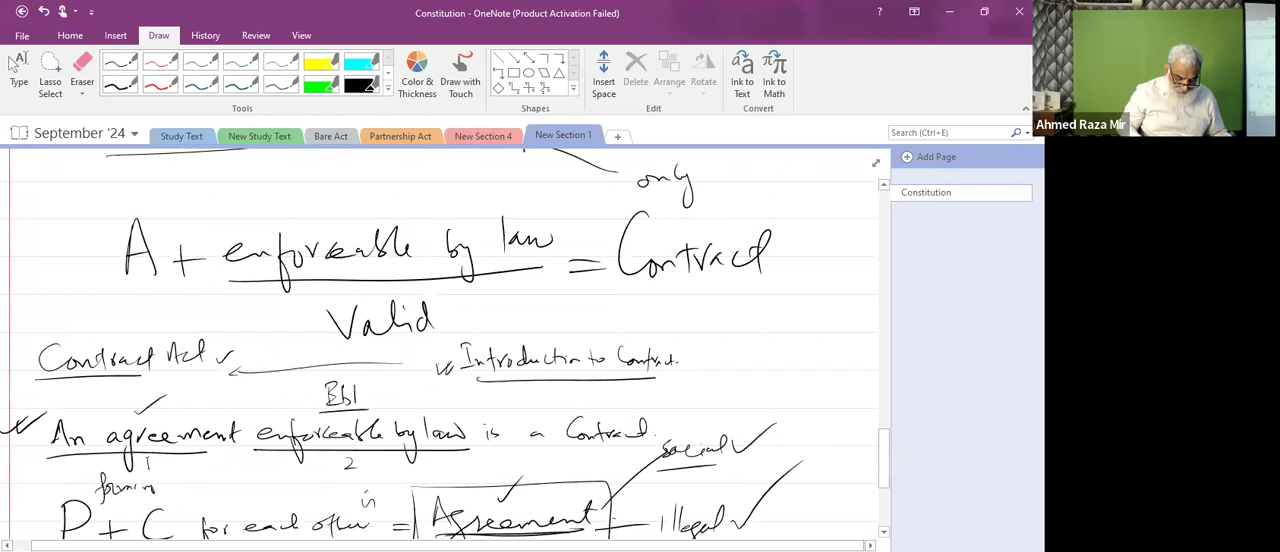 Constitution - OneNote (Product Activation Failed)
File Home Insert Draw History Review View
Type Lasso Select Eraser Color & Thickness Draw with Touch Insert Space Delete Arrange Rotate Ink to Text Ink to Math
Tools Shapes Edit Convert
September '24 Study Text New Study Text Bare Act Partnership Act New Section 4 New Section 1 Search (Ctrl+E)
Ahmed Raza Mir
Add Page
Constitution
only
A + enforceable by law = Contract
Valid
Contract Act Introduction to Contract.
Ebl
An agreement enforceable by law is a Contract.
1 2
social
forming
P + C for each other = Agreement illegal